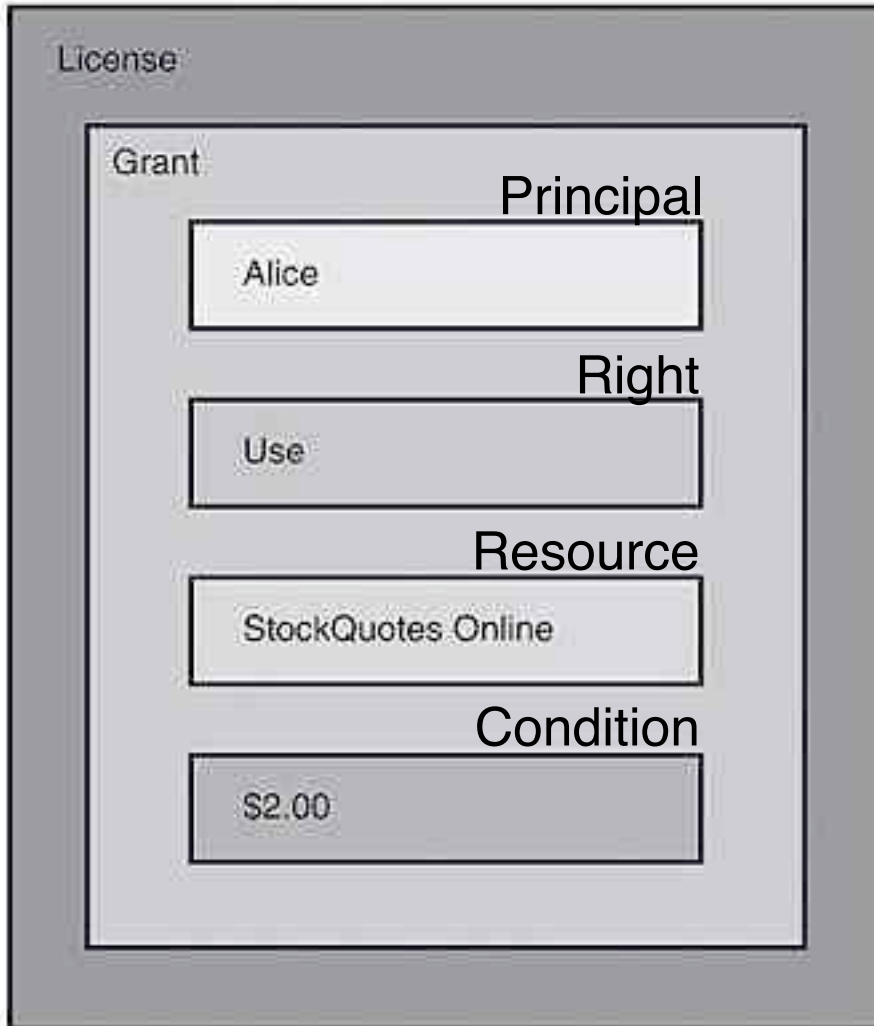 License
Grant
Principal
Alice
Right
Use
Resource
StockQuotes Online
Condition
$2.00